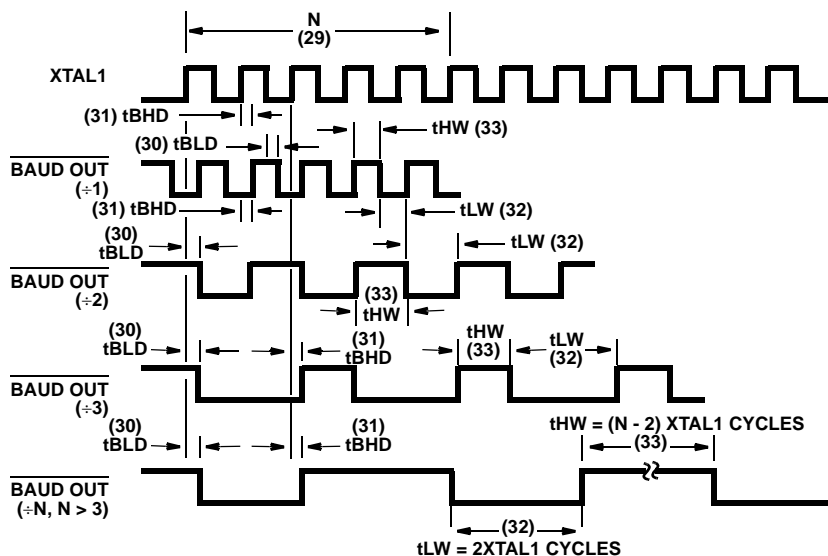 N
(29)
XTAL1
(31) tBHD
(30) tBLD
tHW (33)
BAUD OUT
(÷1)
(31) tBHD
tLW (32)
(30)
tBLD
tLW (32)
BAUD OUT
(÷2)
(33)
tHW
(30)
tBLD
(31)
tBHD
tHW
(33)
tLW
(32)
BAUD OUT
(÷3)
(30)
tBLD
(31)
tBHD
tHW = (N - 2) XTAL1 CYCLES
(33)
BAUD OUT
(÷N, N > 3)
(32)
tLW = 2XTAL1 CYCLES